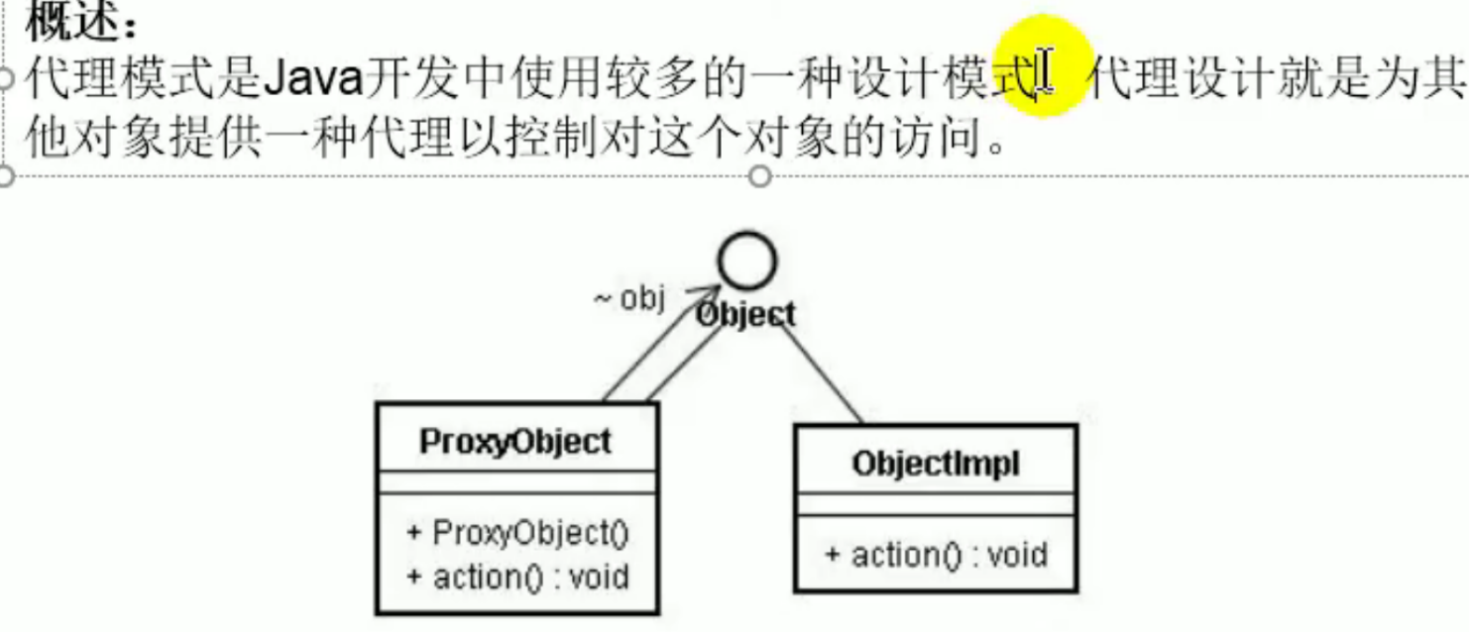 概述：
代理模式是Java开发中使用较多的一种设计模式。代理设计就是为其
他对象提供一种代理以控制对这个对象的访问。
~ obj
Object
ProxyObject
+ ProxyObject()
+ action() : void
ObjectImpl
+ action() : void